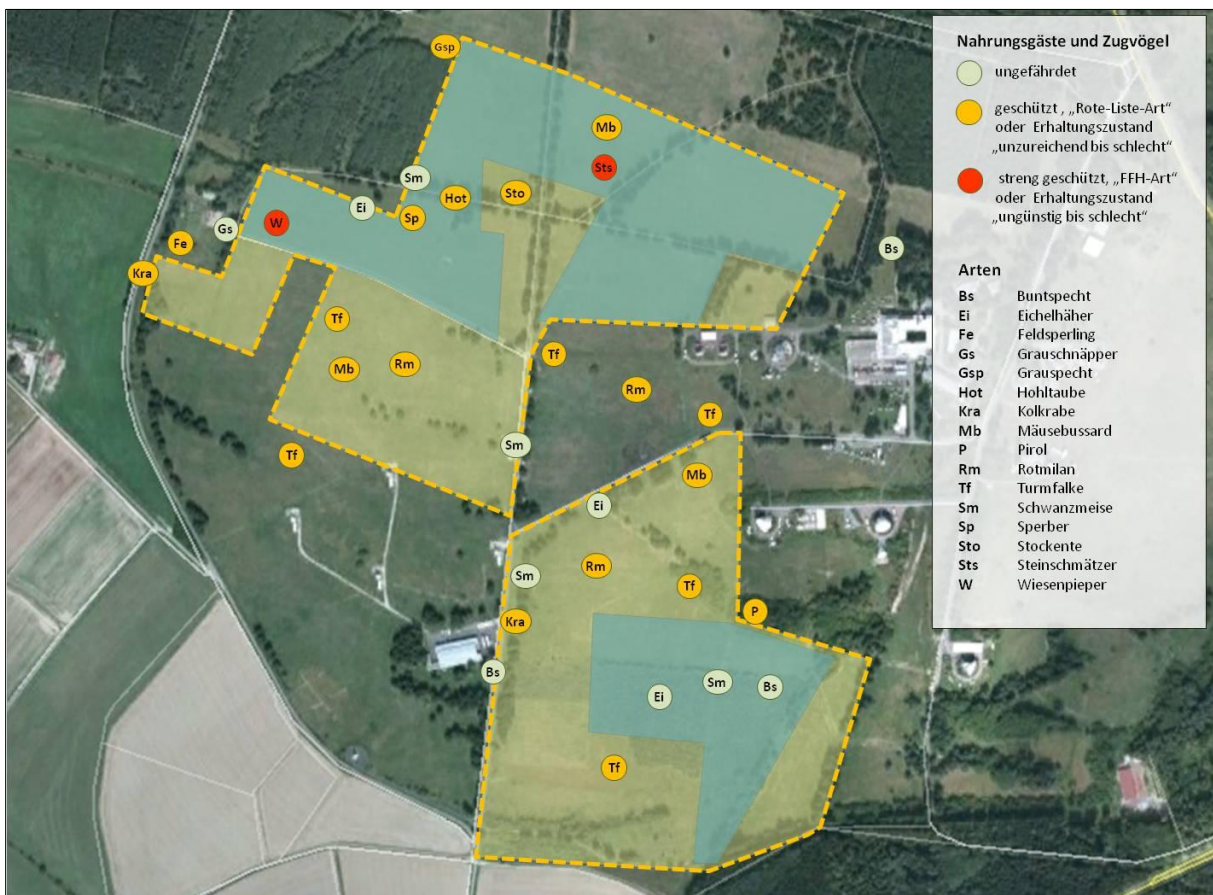 Nahrungsgäste und Zugvögel
ungefährdet
geschützt , „Rote-Liste-Art“
oder Erhaltungszustand
„unzureichend bis schlecht“
streng geschützt, „FFH-Art“
oder Erhaltungszustand
„ungünstig bis schlecht“
Arten
Bs Buntspecht
Ei Eichelhäher
Fe Feldsperling
Gs Grauschnäpper
Gsp Grauspecht
Hot Hohltaube
Kra Kolkrabe
Mb Mäusebussard
P Pirol
Rm Rotmilan
Tf Turmfalke
Sm Schwanzmeise
Sp Sperber
Sto Stockente
Sts Steinschmätzer
W Wiesenpieper
Gsp
Mb
Sts
Sm
Hot
Sto
Ei
Sp
W
Gs
Fe
Kra
Bs
Tf
Mb
Rm
Tf
Rm
Tf
Sm
Tf
Mb
Ei
Rm
Sm
Tf
Kra
P
Bs
Ei
Sm
Bs
Tf